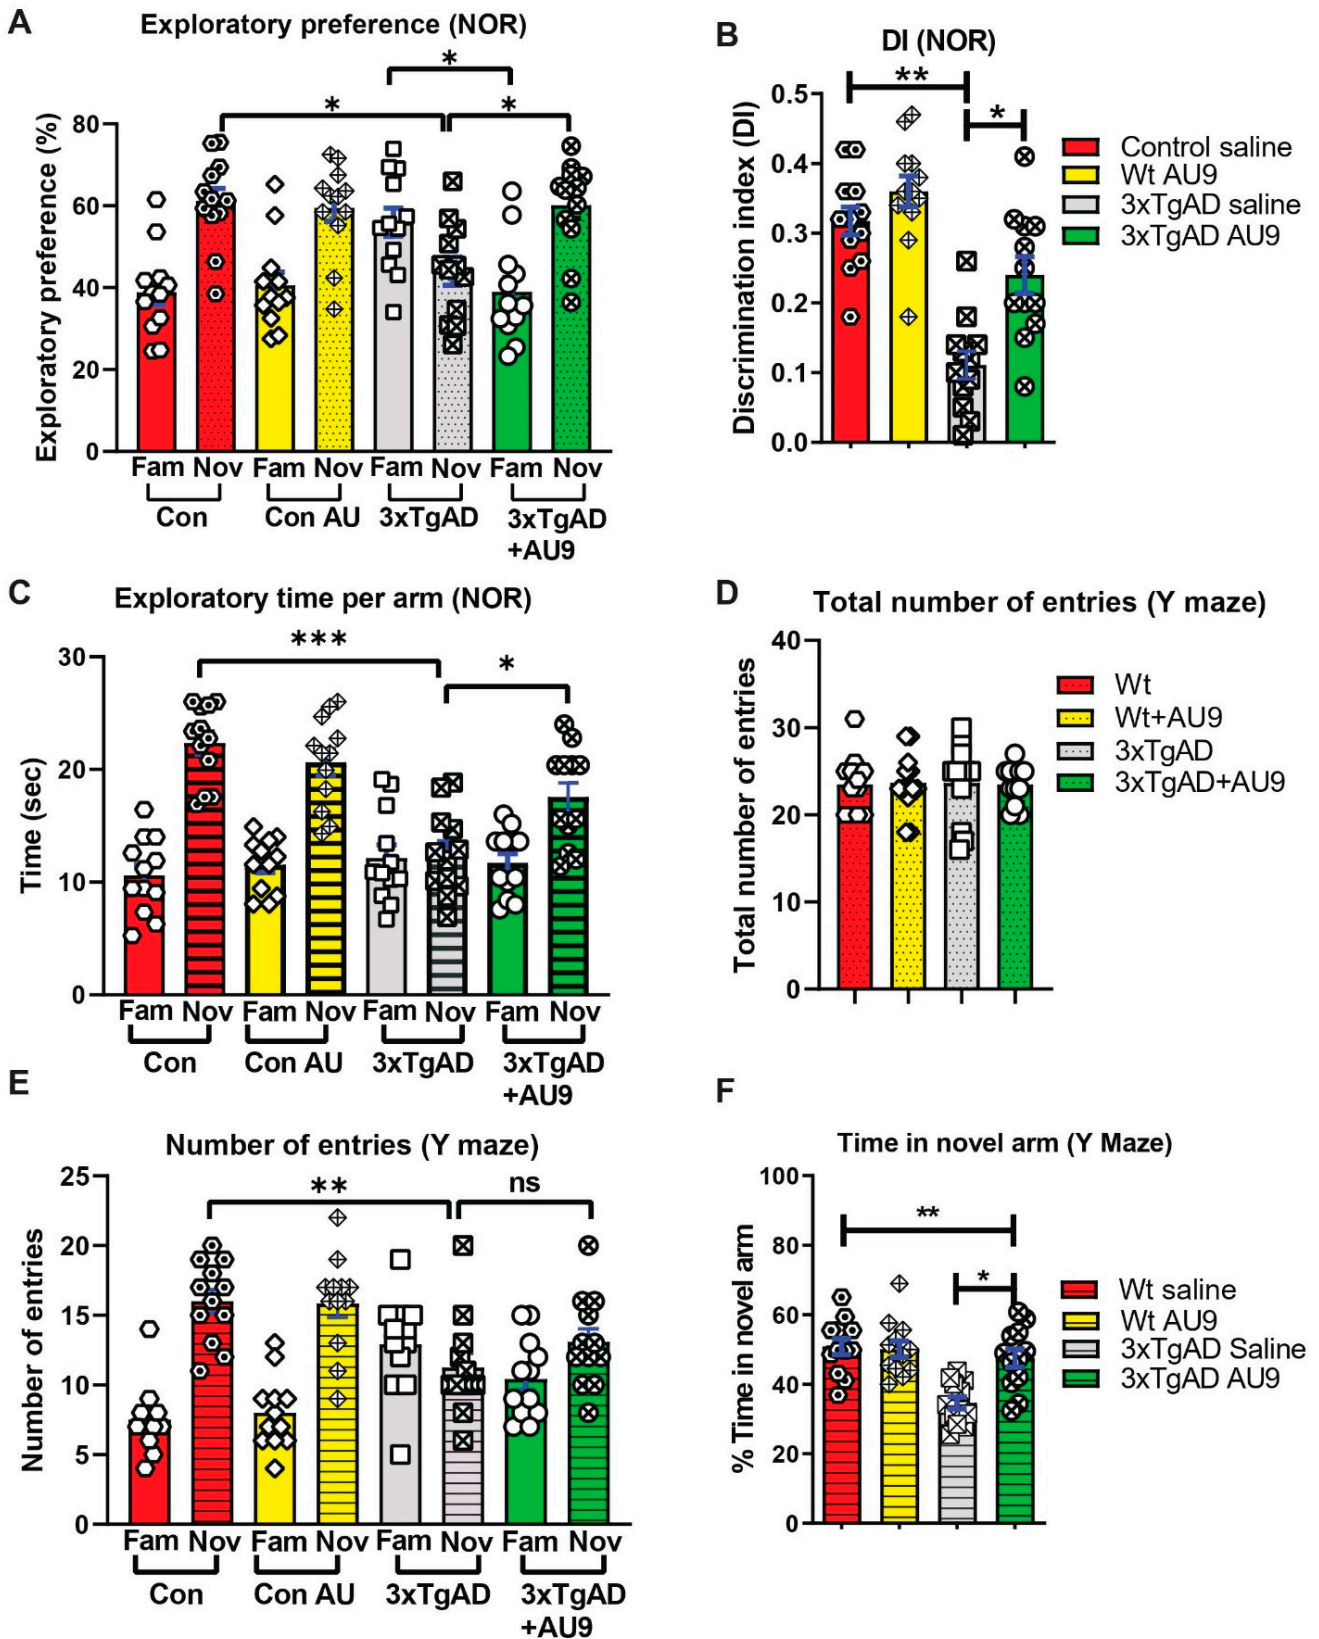 A
Exploratory preference (NOR)
*
*
*
Exploratory preference (%)
80
60
40
20
0
Fam Nov Fam Nov Fam Nov Fam Nov
Con
Con AU
3xTgAD
3xTgAD
+AU9
B
DI (NOR)
**
*
Discrimination index (DI)
0.5
0.4
0.3
0.2
0.1
0.0
Control saline
Wt AU9
3xTgAD saline
3xTgAD AU9
C
Exploratory time per arm (NOR)
***
*
Time (sec)
30
20
10
0
Fam Nov Fam Nov Fam Nov Fam Nov
Con
Con AU
3xTgAD
3xTgAD
+AU9
D
Total number of entries (Y maze)
Total number of entries
40
30
20
10
0
Wt
Wt+AU9
3xTgAD
3xTgAD+AU9
E
Number of entries (Y maze)
**
ns
Number of entries
25
20
15
10
5
0
Fam Nov Fam Nov Fam Nov Fam Nov
Con
Con AU
3xTgAD
3xTgAD
+AU9
F
Time in novel arm (Y Maze)
**
*
% Time in novel arm
100
80
60
40
20
0
Wt saline
Wt AU9
3xTgAD Saline
3xTgAD AU9